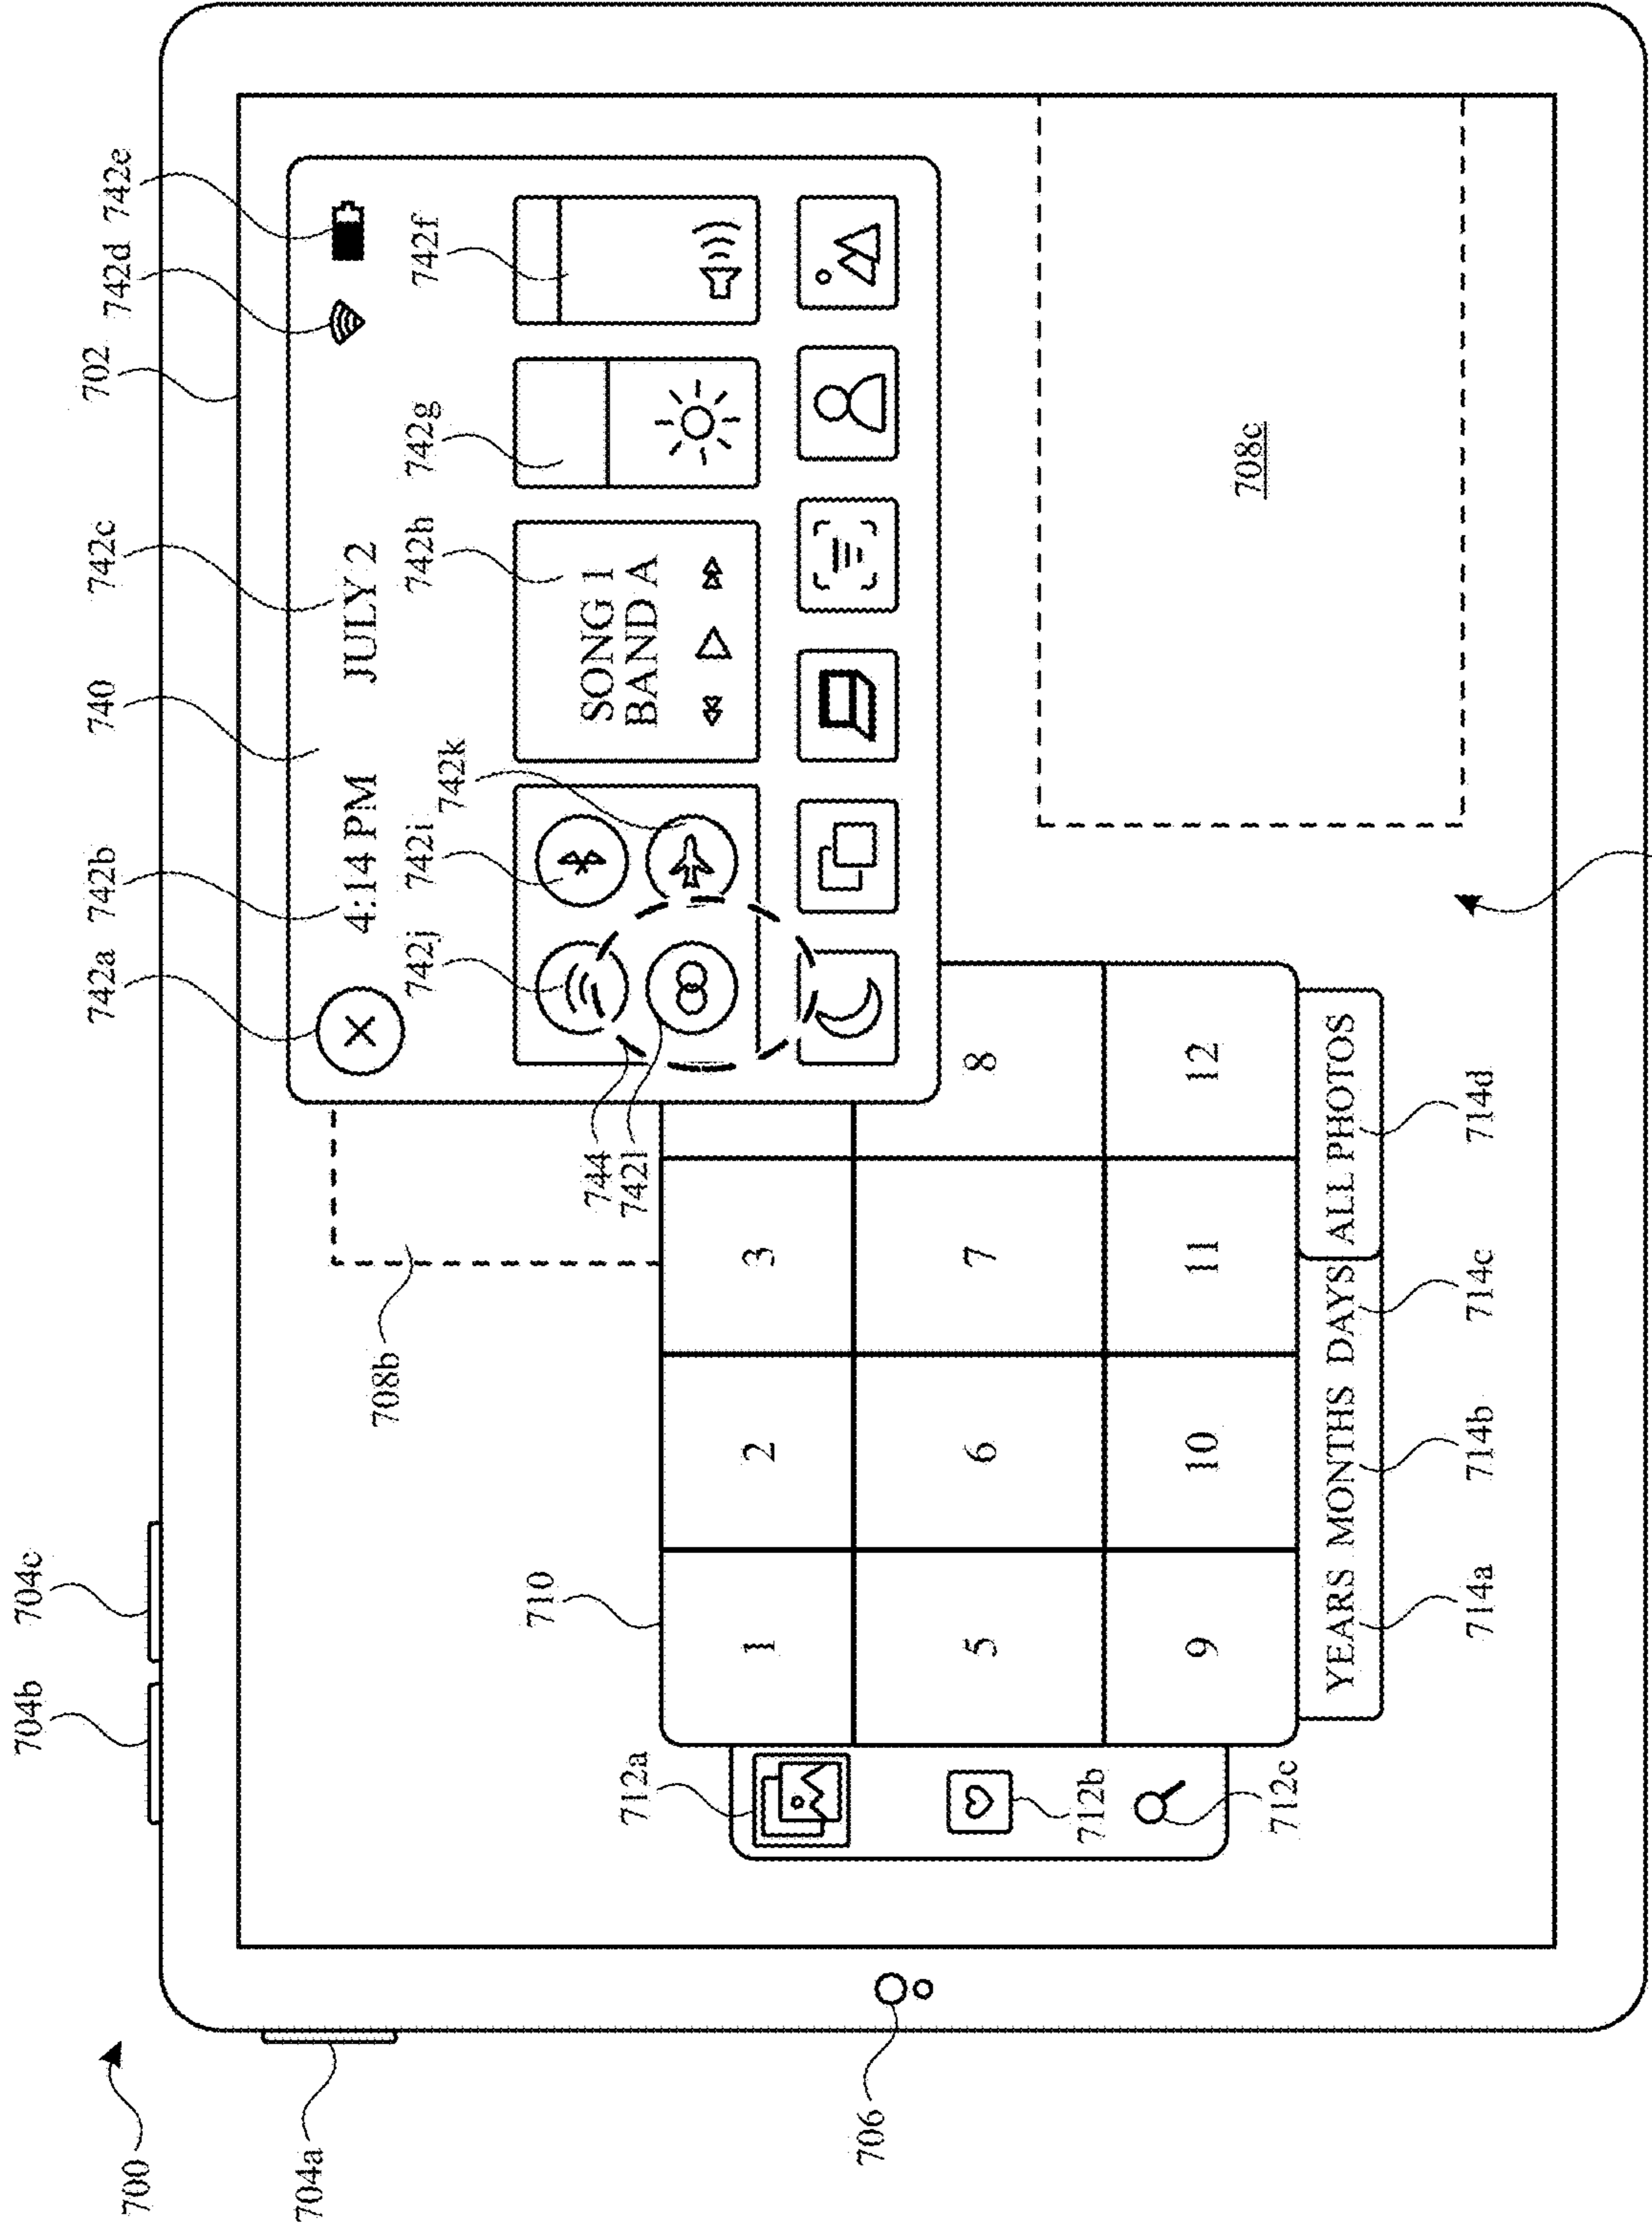 700
704a
704b
704c
702
740
742a
742b
742c
742d
742e
4:14 PM JULY 2
742j
742i
742k
742h
742g
742f
SONG 1
BAND A
744
742l
708b
708c
710
1 2 3
5 6 7 8
9 10 11 12
712a
712b
712c
706
YEARS MONTHS DAYS ALL PHOTOS
714a
714b
714c
714d